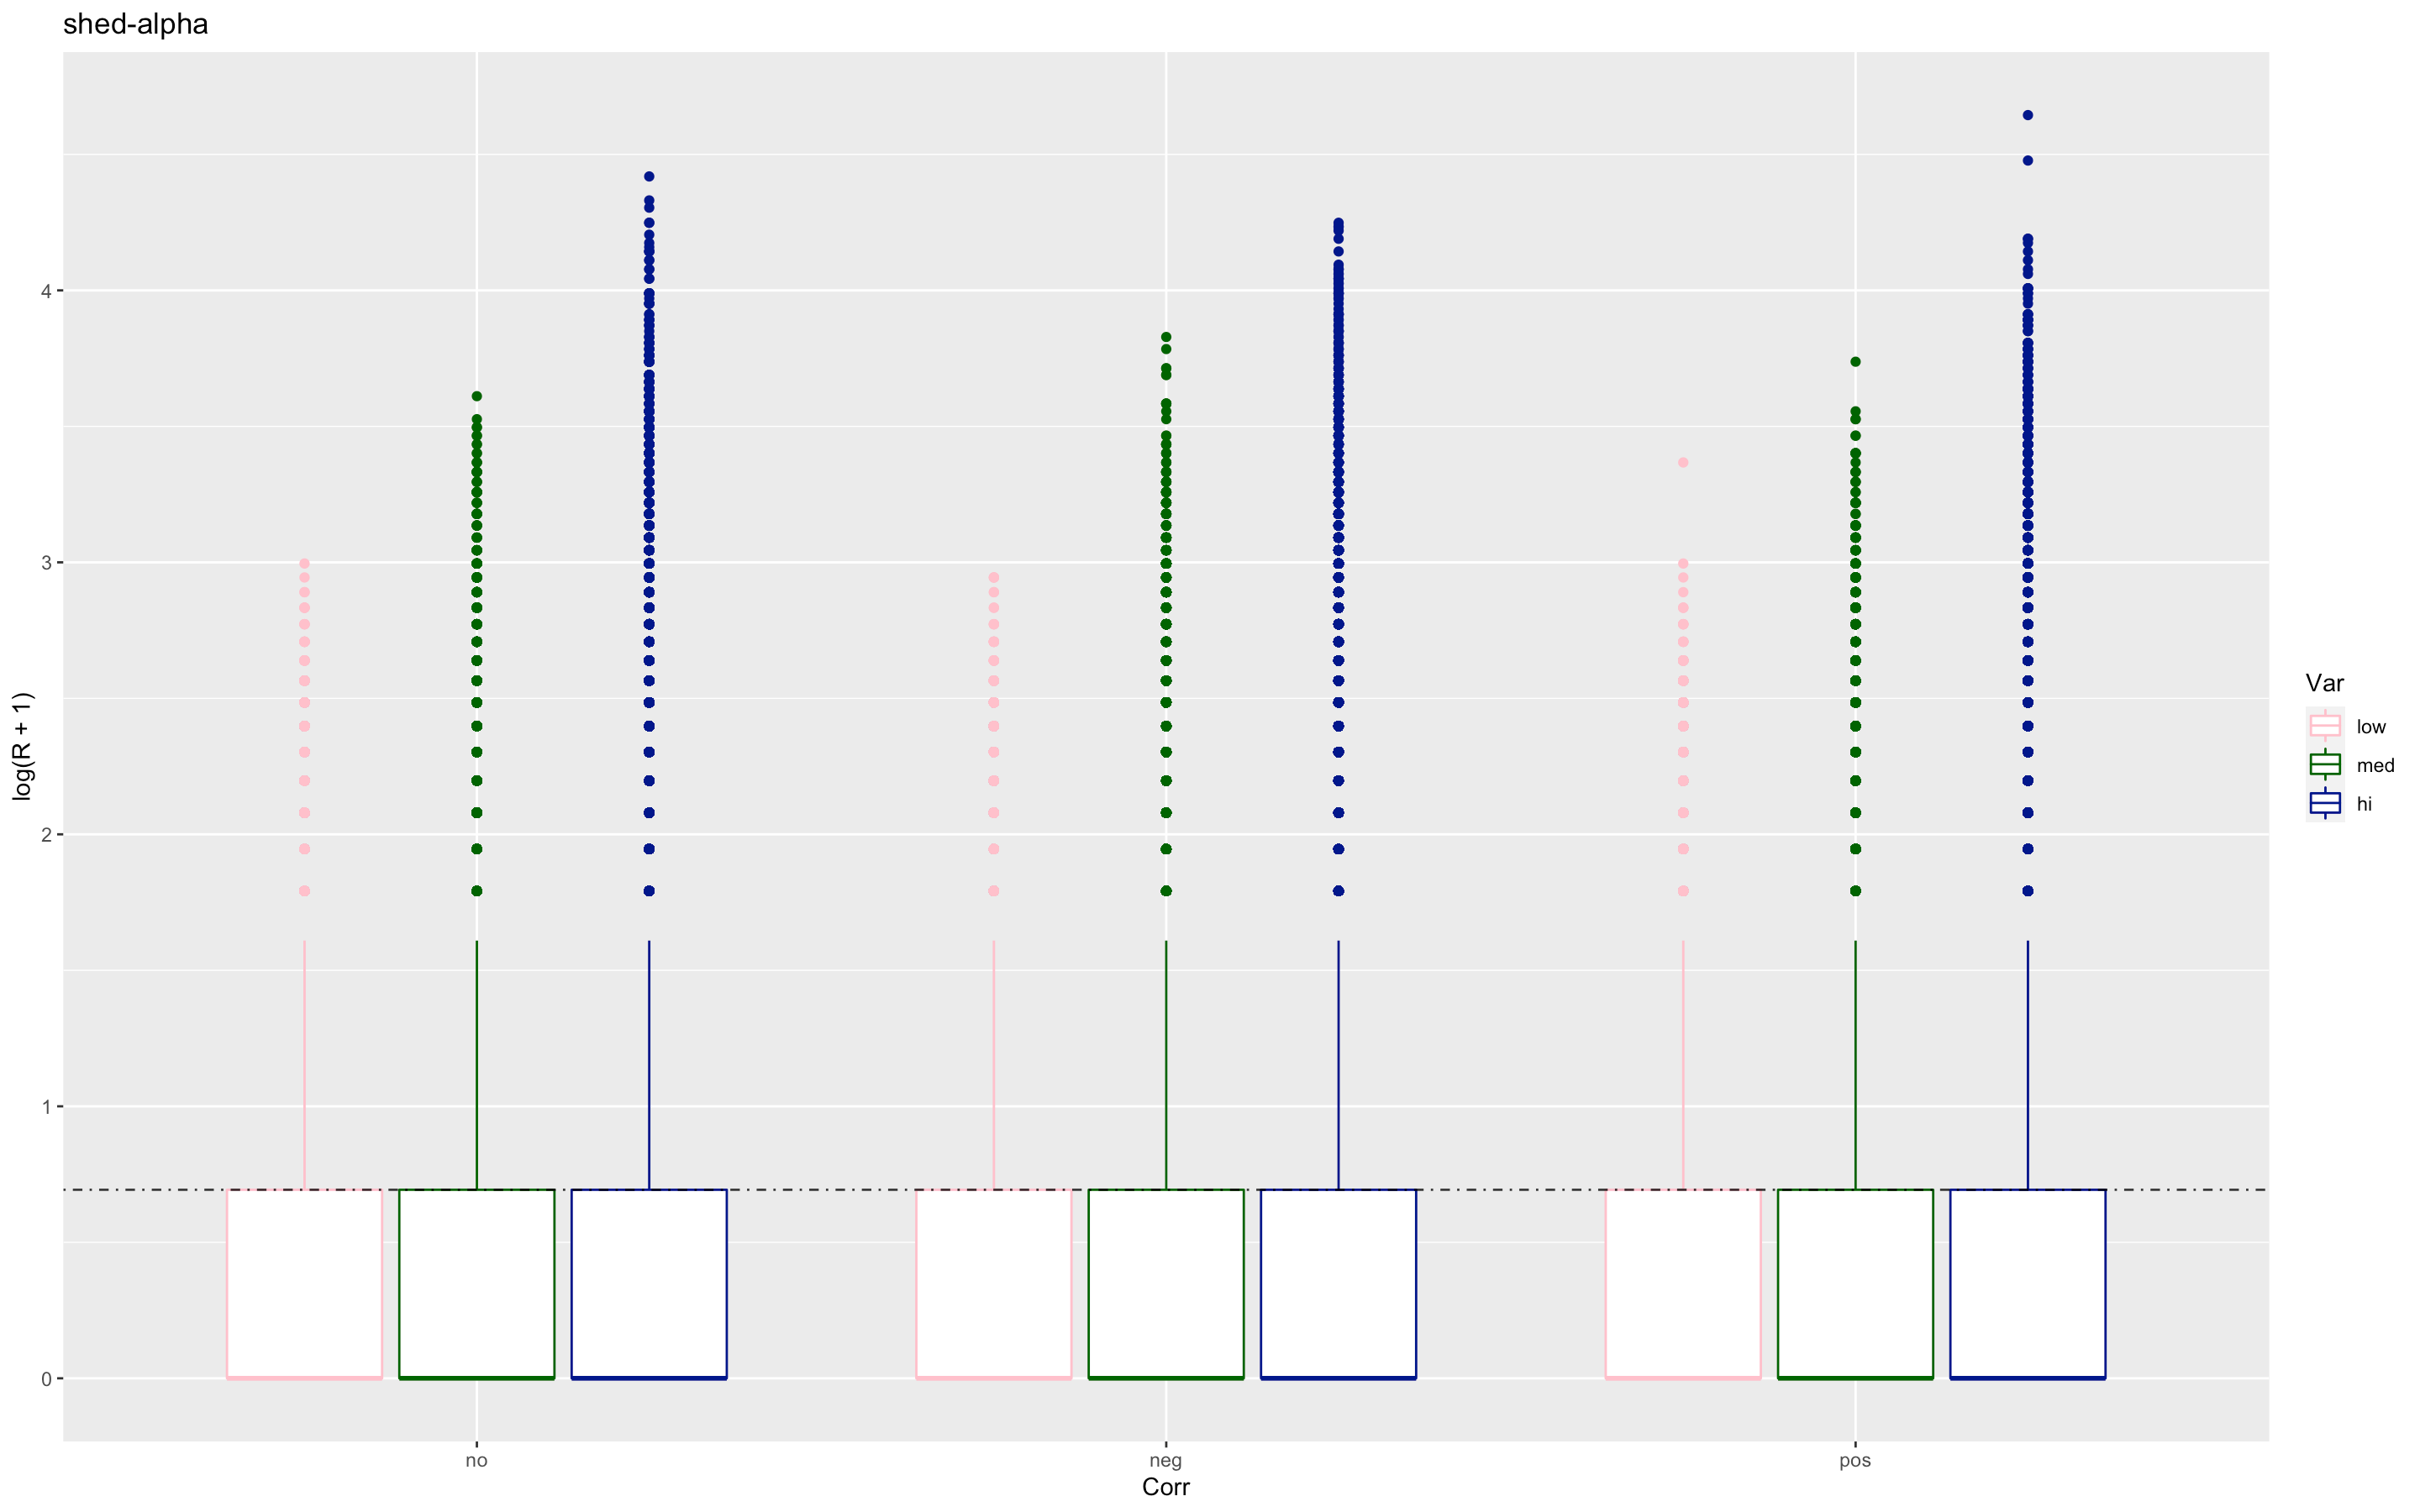 shed-alpha
log(R + 1)
4
3
2
1
0
no
neg
pos
Corr
Var
low
med
hi